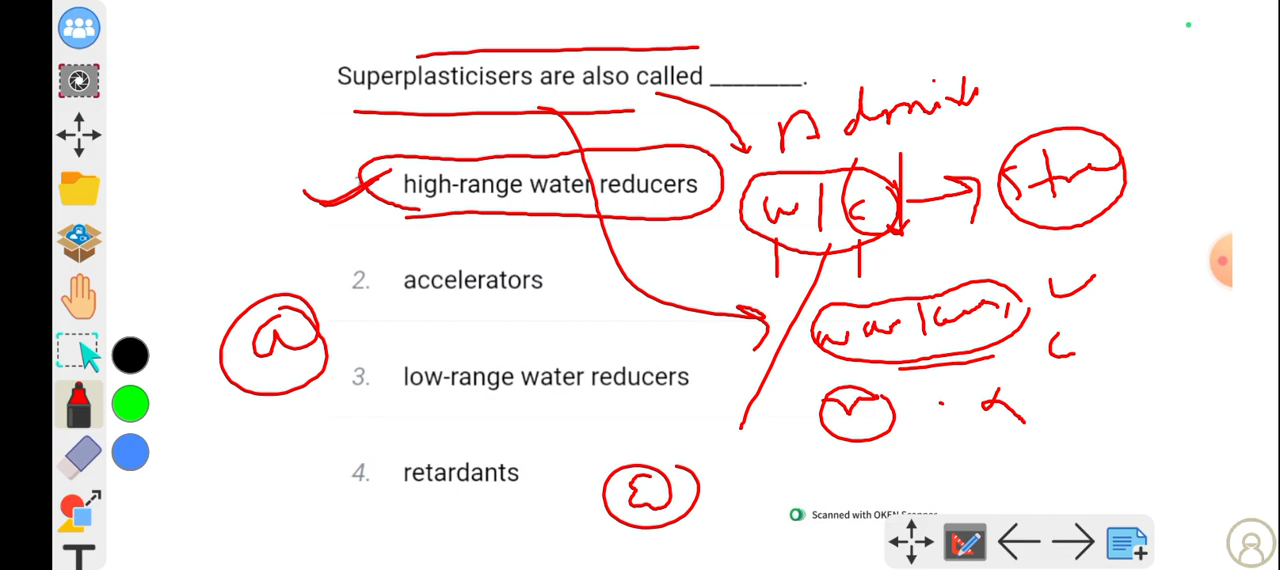 Superplasticisers are also called ________.
high-range water reducers
w/c
2. accelerators
3. low-range water reducers
4. retardants
Scanned with OKEN Scanner
T